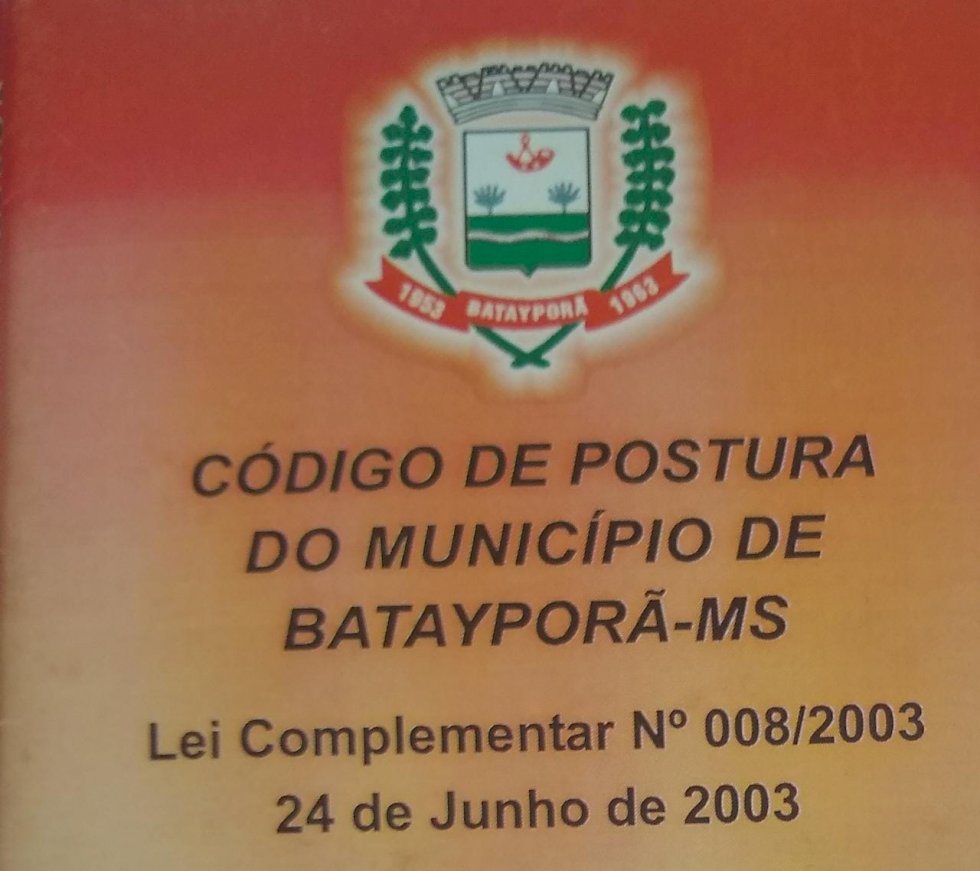 1953 BATAYPORÃ 1963
CÓDIGO DE POSTURA
DO MUNICÍPIO DE
BATAYPORÃ-MS
Lei Complementar Nº 008/2003
24 de Junho de 2003